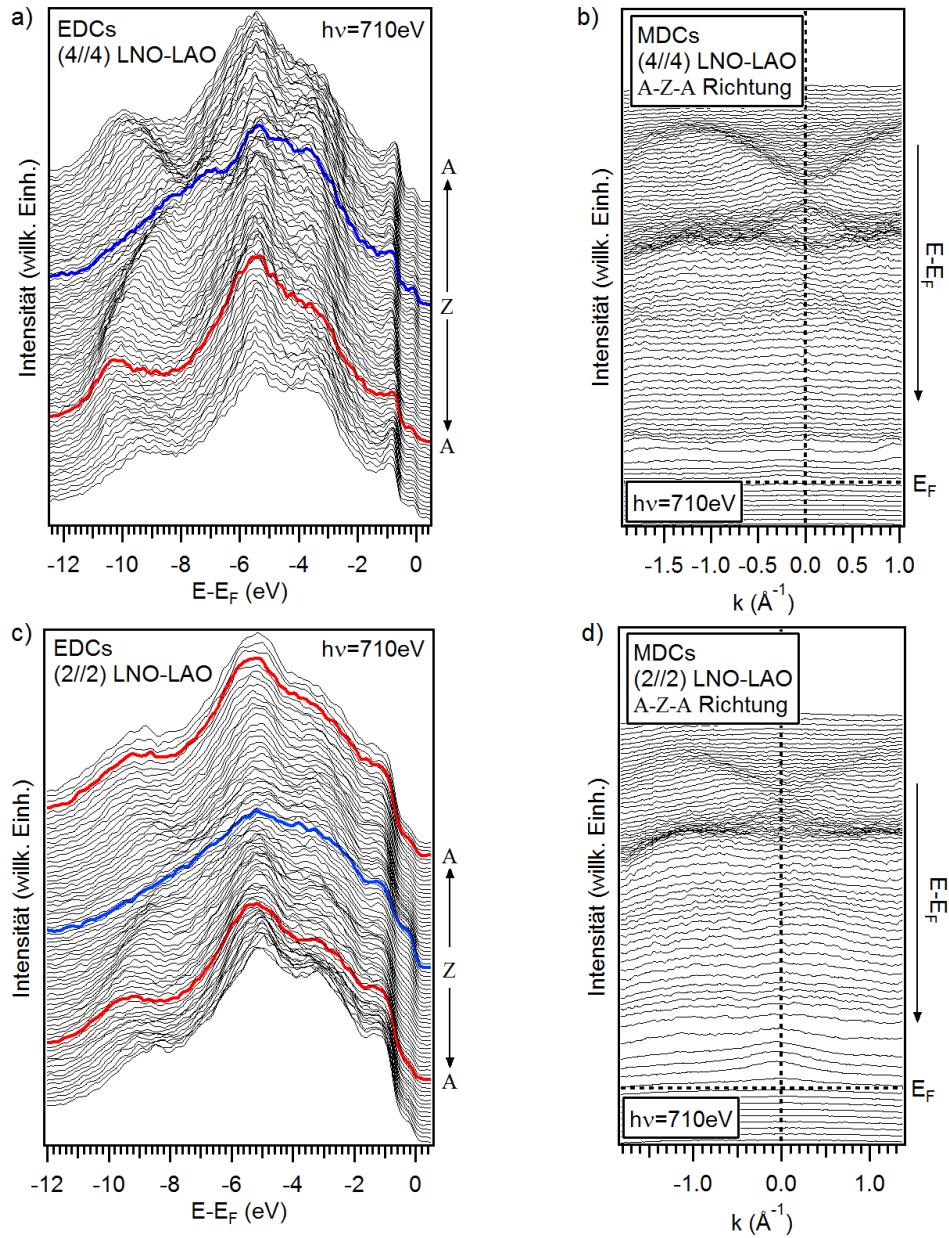 a)
EDCs
(4//4) LNO-LAO
hν=710eV
Intensität (willk. Einh.)
A
Z
A
-12 -10 -8 -6 -4 -2 0
E-EF (eV)
b)
MDCs
(4//4) LNO-LAO
A-Z-A Richtung
Intensität (willk. Einh.)
E-EF
EF
hν=710eV
-1.5 -1.0 -0.5 0.0 0.5 1.0
k (Å-1)
c)
EDCs
(2//2) LNO-LAO
hν=710eV
Intensität (willk. Einh.)
A
Z
A
-12 -10 -8 -6 -4 -2 0
E-EF (eV)
d)
MDCs
(2//2) LNO-LAO
A-Z-A Richtung
Intensität (willk. Einh.)
E-EF
EF
hν=710eV
-1.0 0.0 1.0
k (Å-1)